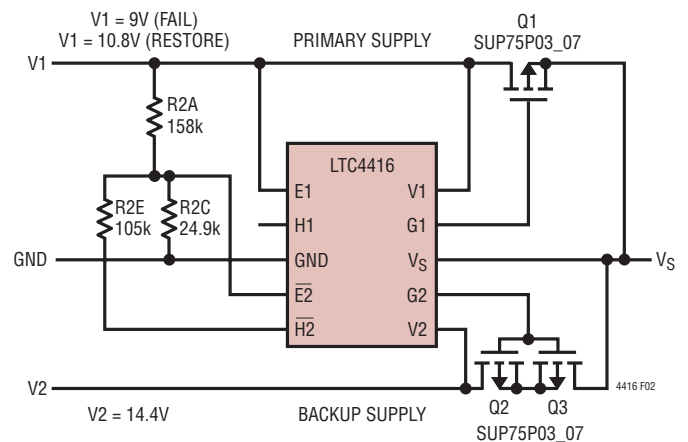 V1 = 9V (FAIL)
V1 = 10.8V (RESTORE)
PRIMARY SUPPLY
Q1
SUP75P03_07
V1
R2A
158k
LTC4416
R2E
105k
R2C
24.9k
E1
V1
H1
G1
GND
GND
VS
VS
E2
G2
H2
V2
V2
V2 = 14.4V
BACKUP SUPPLY
Q2
Q3
4416 F02
SUP75P03_07